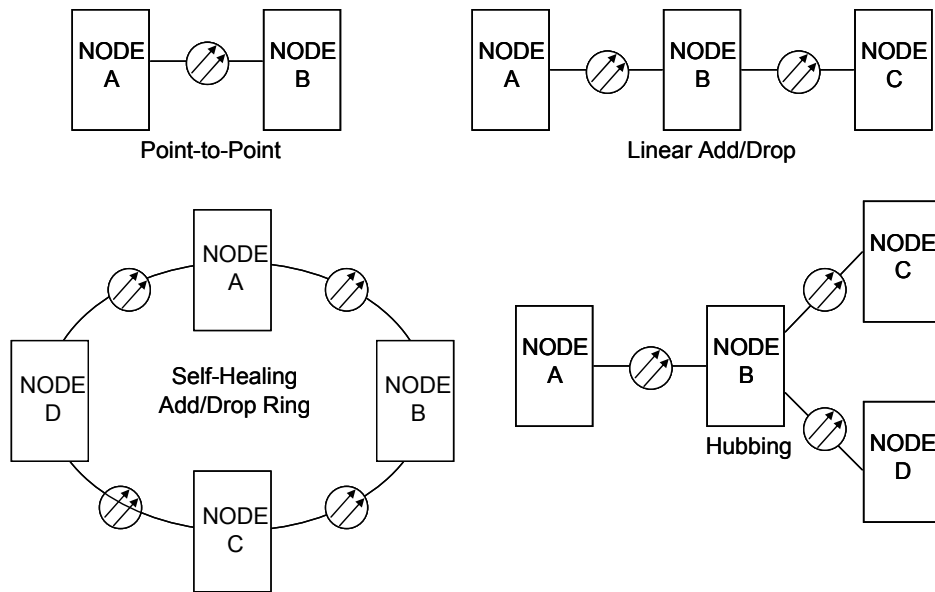 NODE
A
NODE
B
Point-to-Point
NODE
A
NODE
B
NODE
C
Linear Add/Drop
NODE
A
NODE
D
Self-Healing
Add/Drop Ring
NODE
B
NODE
C
NODE
A
NODE
B
Hubbing
NODE
C
NODE
D